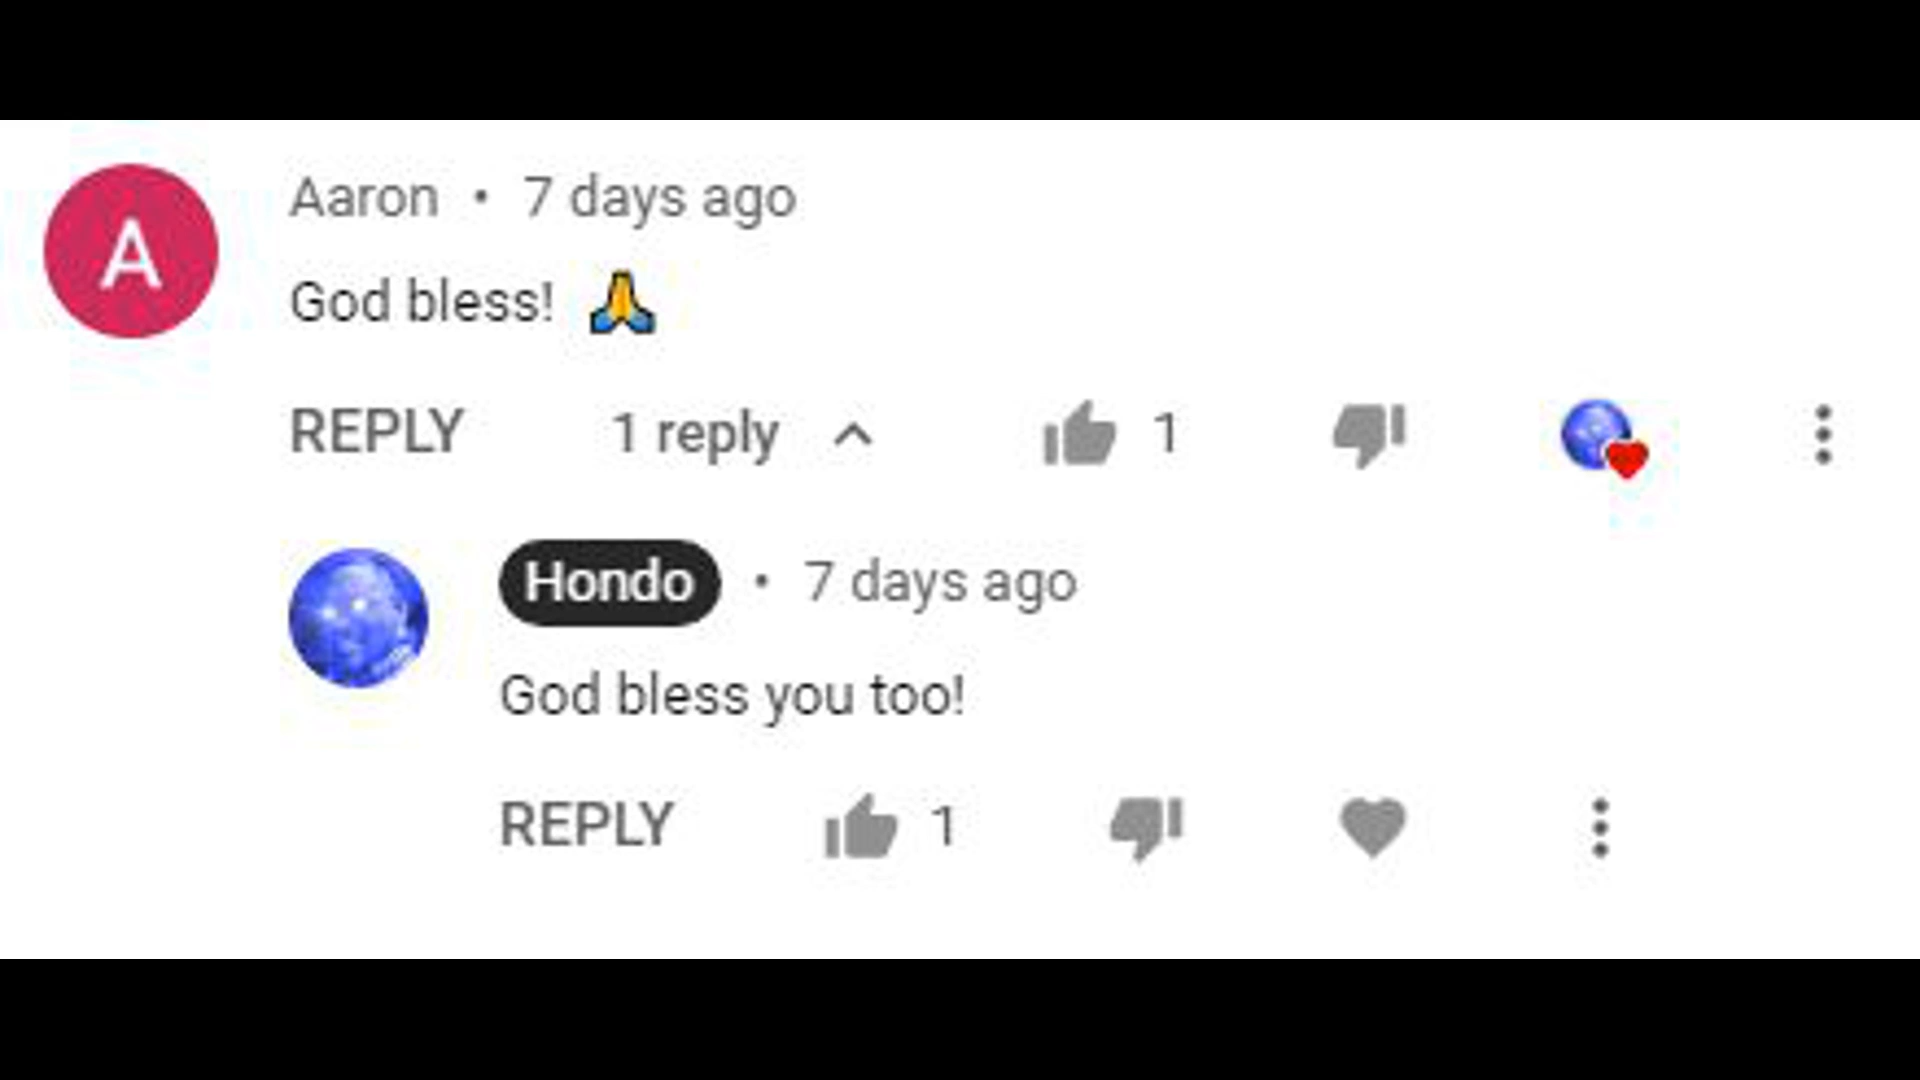 A
Aaron • 7 days ago
God bless! 🙏
REPLY 1 reply 1
Hondo • 7 days ago
God bless you too!
REPLY 1